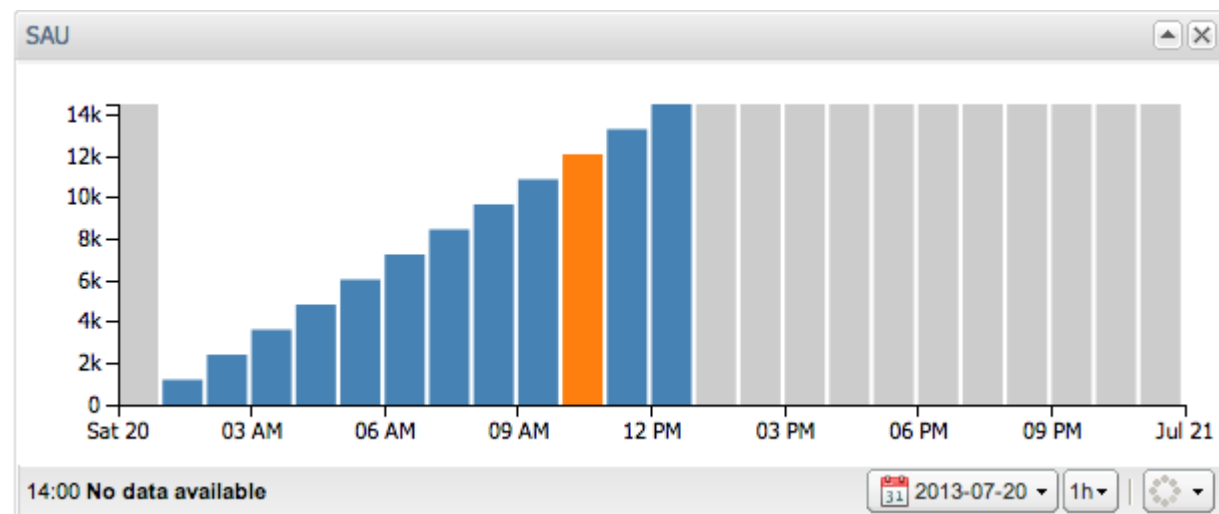 SAU
14k
12k
10k
8k
6k
4k
2k
0
Sat 20 03 AM 06 AM 09 AM 12 PM 03 PM 06 PM 09 PM Jul 21
14:00 No data available 31 2013-07-20 1h